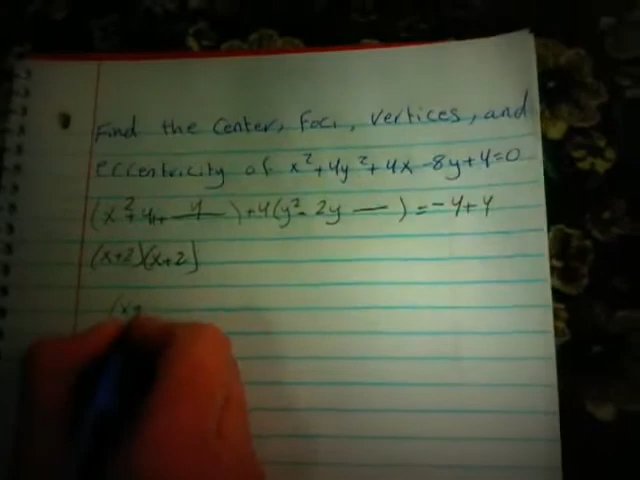 Find the Center, Foci, Vertices, and
eccentricity of x²+4y²+4x-8y+4=0
(x²+4x+ 4 )+4(y²-2y — )=-4+4
(x+2)(x+2)
(x